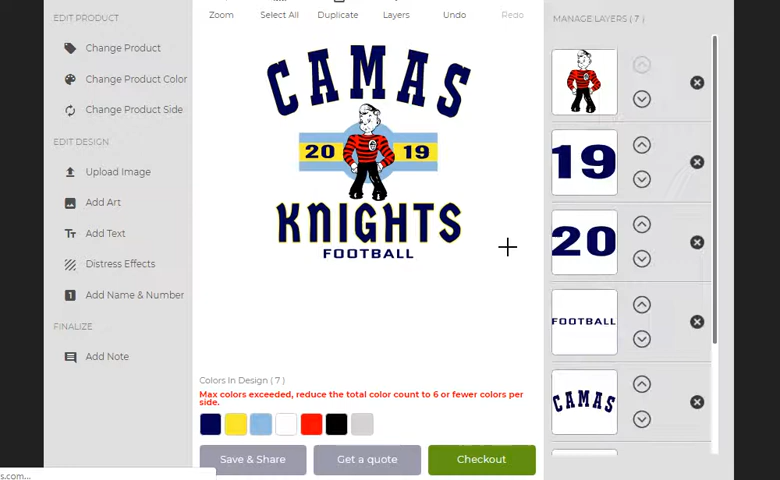 EDIT PRODUCT
Change Product
Change Product Color
Change Product Side
EDIT DESIGN
Upload Image
Add Art
Add Text
Distress Effects
Add Name & Number
FINALIZE
Add Note
Zoom Select All Duplicate Layers Undo Redo
CAMAS
20 19
KNIGHTS
FOOTBALL
Colors In Design ( 7 )
Max colors exceeded, reduce the total color count to 6 or fewer colors per
side.
Save & Share Get a quote Checkout
MANAGE LAYERS ( 7 )
19
20
FOOTBALL
CAMAS
s.com...